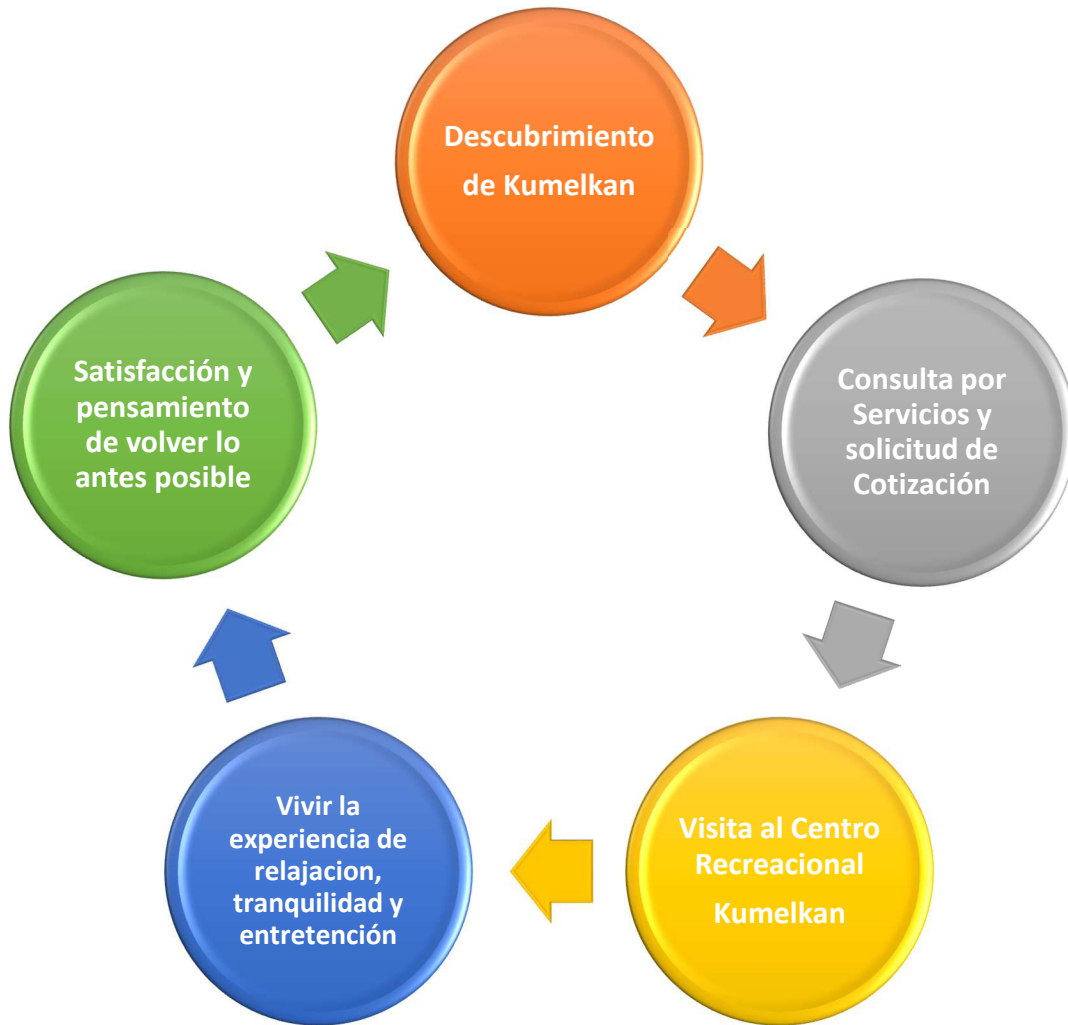 Descubrimiento
de Kumelkan
Consulta por
Servicios y
solicitud de
Cotización
Visita al Centro
Recreacional
Kumelkan
Vivir la
experiencia de
relajacion,
tranquilidad y
entretención
Satisfacción y
pensamiento
de volver lo
antes posible